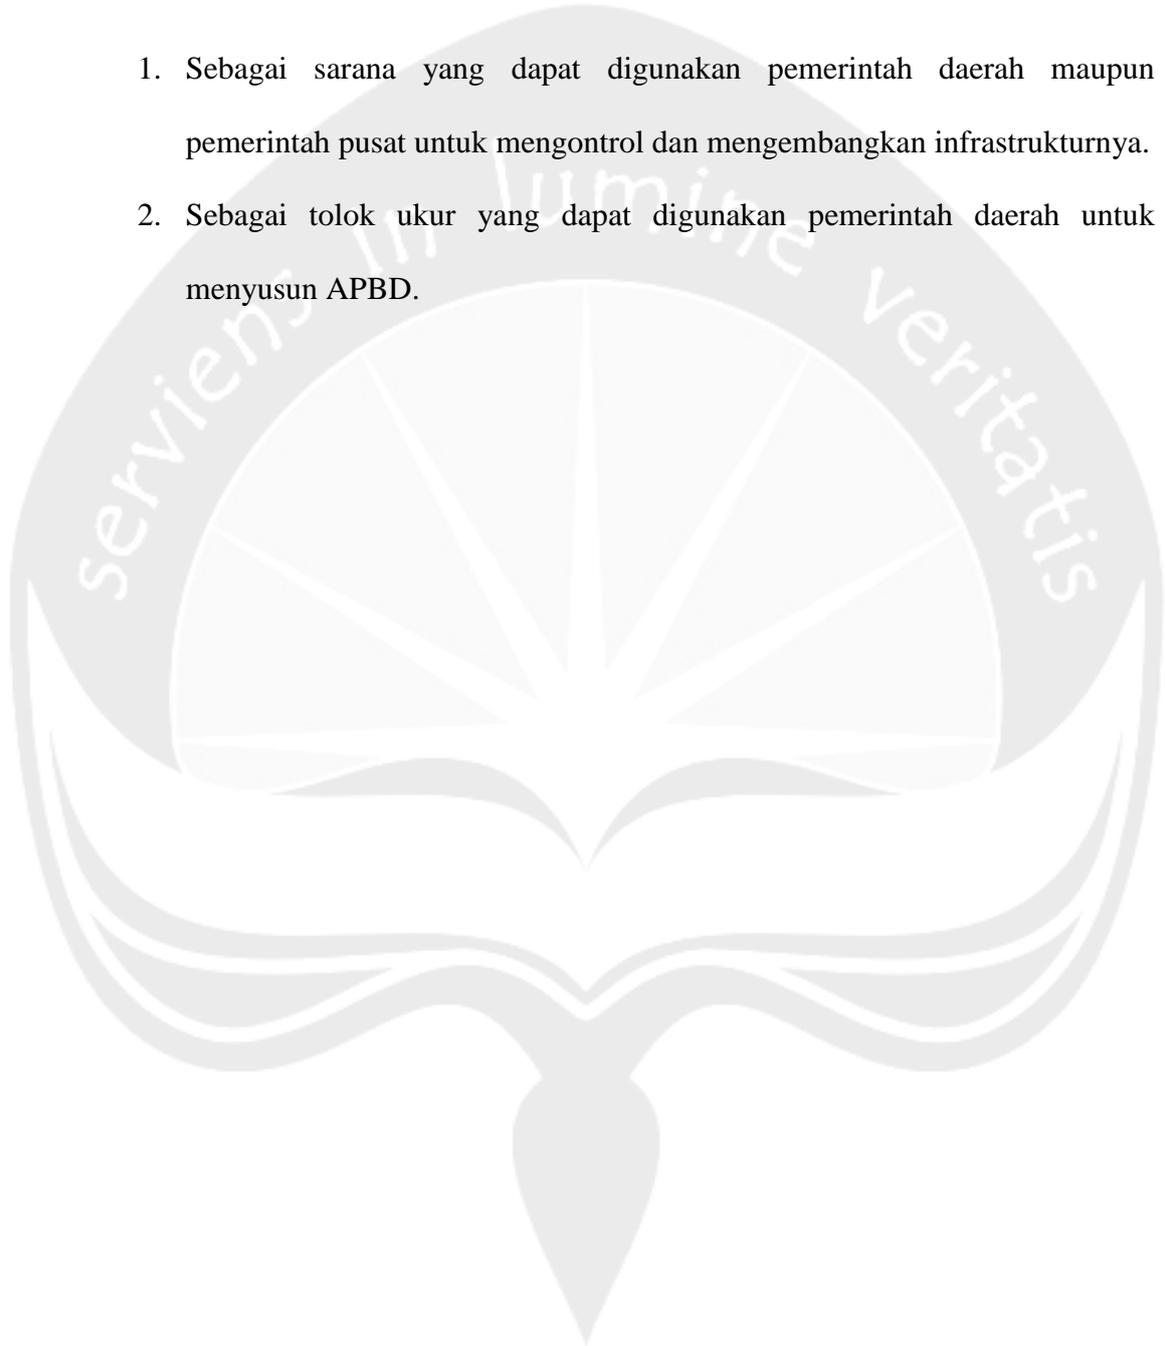 1. Sebagai sarana yang dapat digunakan pemerintah daerah maupun
pemerintah pusat untuk mengontrol dan mengembangkan infrastrukturnya.
2. Sebagai tolok ukur yang dapat digunakan pemerintah daerah untuk
menyusun APBD.
serviens in lumine veritatis